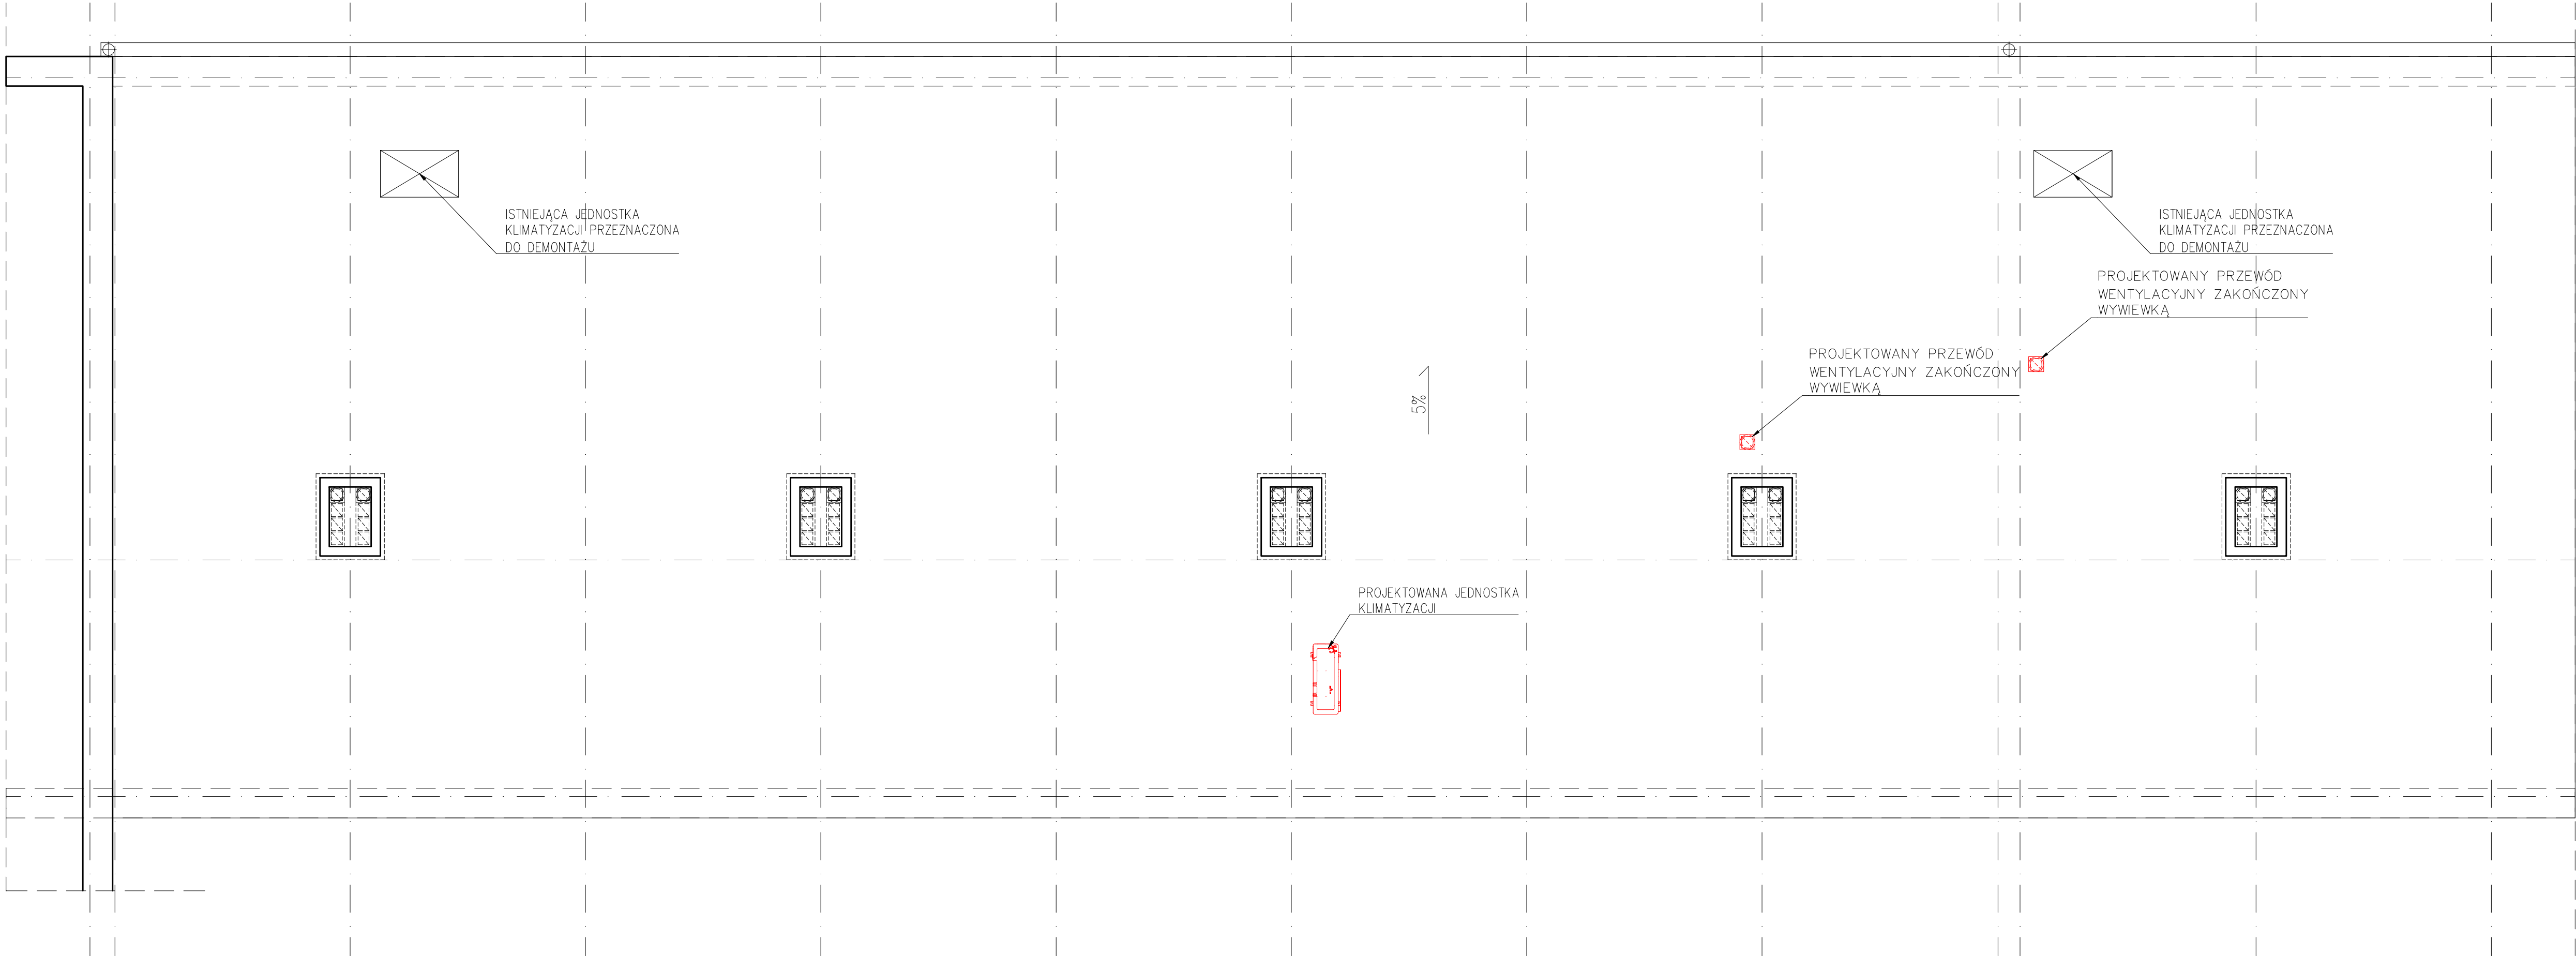 ISTNIEJĄCA JEDNOSTKA
KLIMATYZACJI PRZEZNACZONA
DO DEMONTAŻU
ISTNIEJĄCA JEDNOSTKA
KLIMATYZACJI PRZEZNACZONA
DO DEMONTAŻU
PROJEKTOWANY PRZEWÓD
WENTYLACYJNY ZAKOŃCZONY
WYWIEWKĄ
PROJEKTOWANY PRZEWÓD
WENTYLACYJNY ZAKOŃCZONY
WYWIEWKĄ
5%
PROJEKTOWANA JEDNOSTKA
KLIMATYZACJI